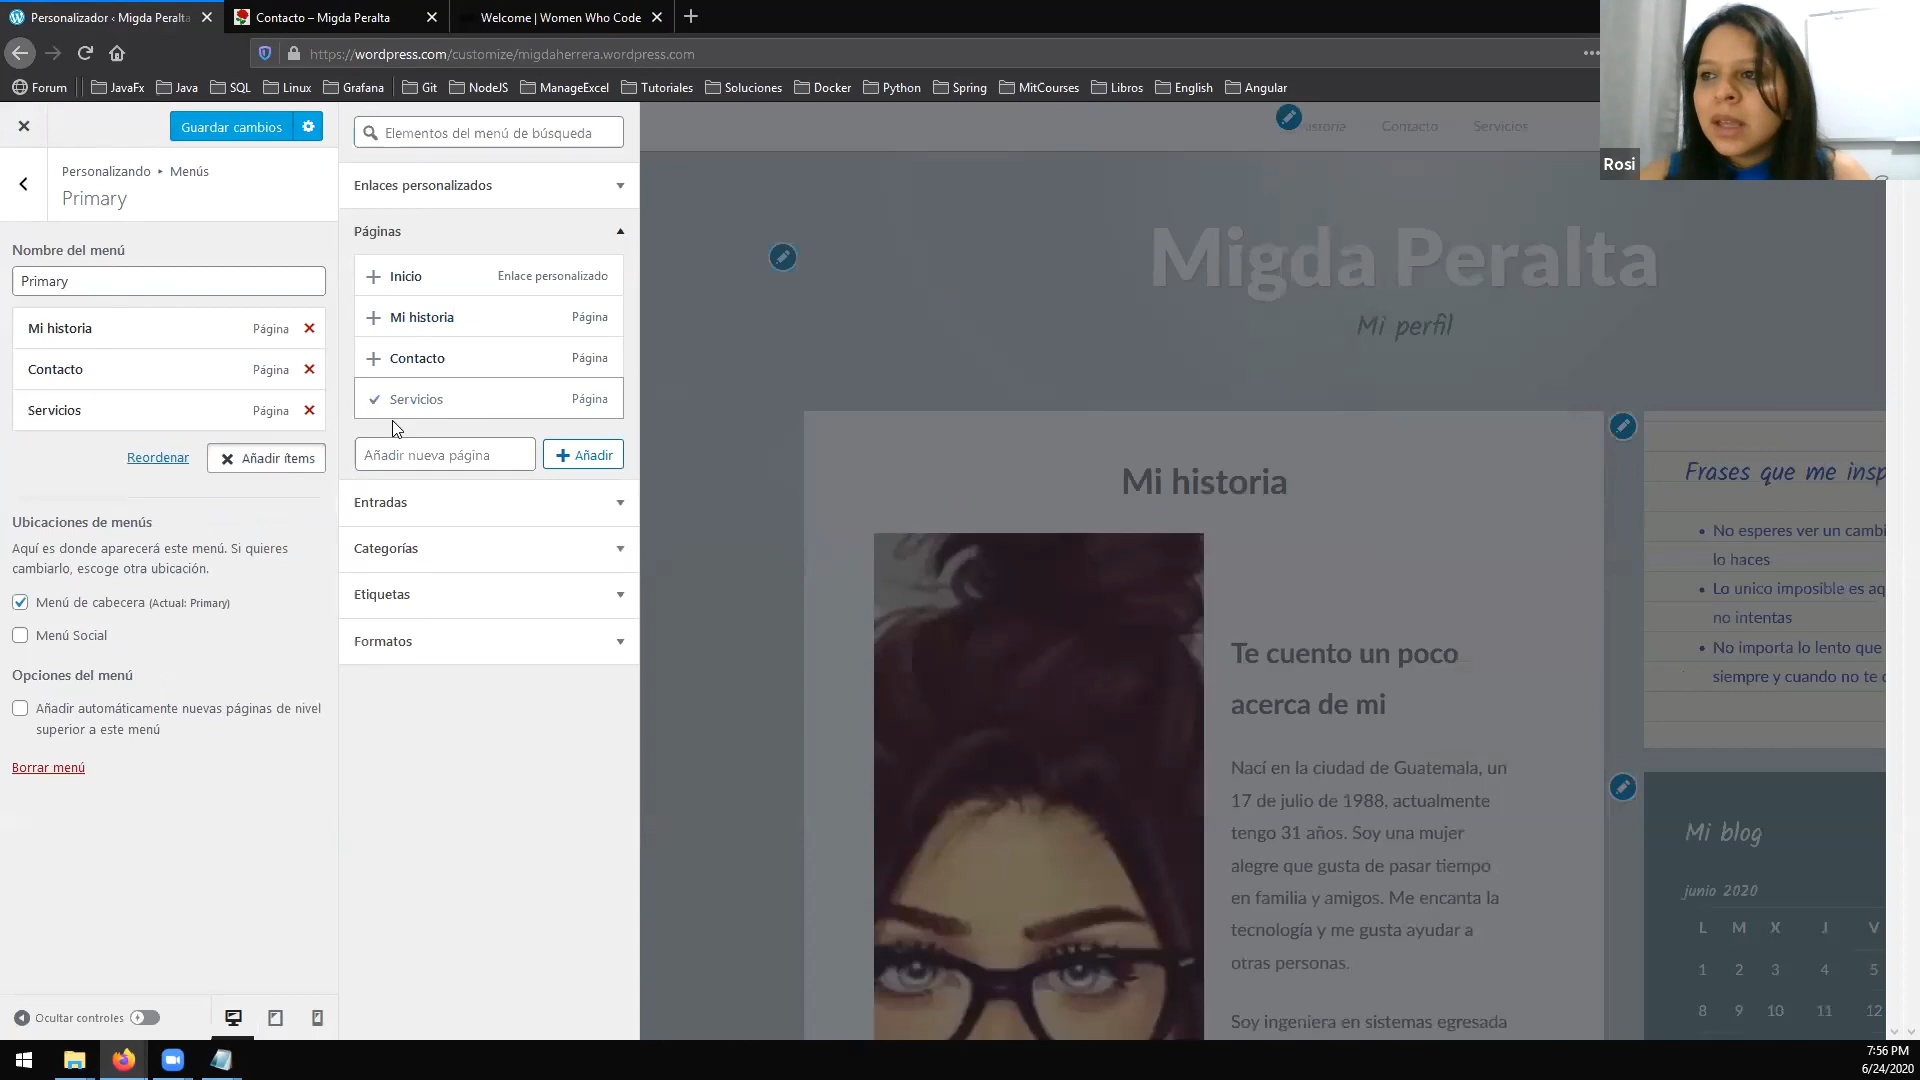 Personalizador ‹ Migda Peralta
Contacto – Migda Peralta
Welcome | Women Who Code
https://wordpress.com/customize/migdaherrera.wordpress.com
Forum
JavaFx
Java
SQL
Linux
Grafana
Git
NodeJS
ManageExcel
Tutoriales
Soluciones
Docker
Python
Spring
MitCourses
Libros
English
Angular
Rosi
Guardar cambios
Personalizando ▸ Menús
Primary
Nombre del menú
Primary
Mi historia Página
Contacto Página
Servicios Página
Reordenar
Añadir ítems
Ubicaciones de menús
Aquí es donde aparecerá este menú. Si quieres
cambiarlo, escoge otra ubicación.
Menú de cabecera (Actual: Primary)
Menú Social
Opciones del menú
Añadir automáticamente nuevas páginas de nivel
superior a este menú
Borrar menú
Ocultar controles
Elementos del menú de búsqueda
Enlaces personalizados
Páginas
Inicio Enlace personalizado
Mi historia Página
Contacto Página
Servicios Página
Añadir nueva página
Añadir
Entradas
Categorías
Etiquetas
Formatos
Contacto
Servicios
Migda Peralta
Mi perfil
Mi historia
Te cuento un poco
acerca de mi
Nací en la ciudad de Guatemala, un
17 de julio de 1988, actualmente
tengo 31 años. Soy una mujer
alegre que gusta de pasar tiempo
en familia y amigos. Me encanta la
tecnología y me gusta ayudar a
otras personas.
Soy ingeniera en sistemas egresada
Frases que me insp
No esperes ver un cambi
lo haces
Lo unico imposible es aq
no intentas
No importa lo lento que
siempre y cuando no te
Mi blog
junio 2020
L M X J V
1 2 3 4 5
8 9 10 11 12
7:56 PM
6/24/2020